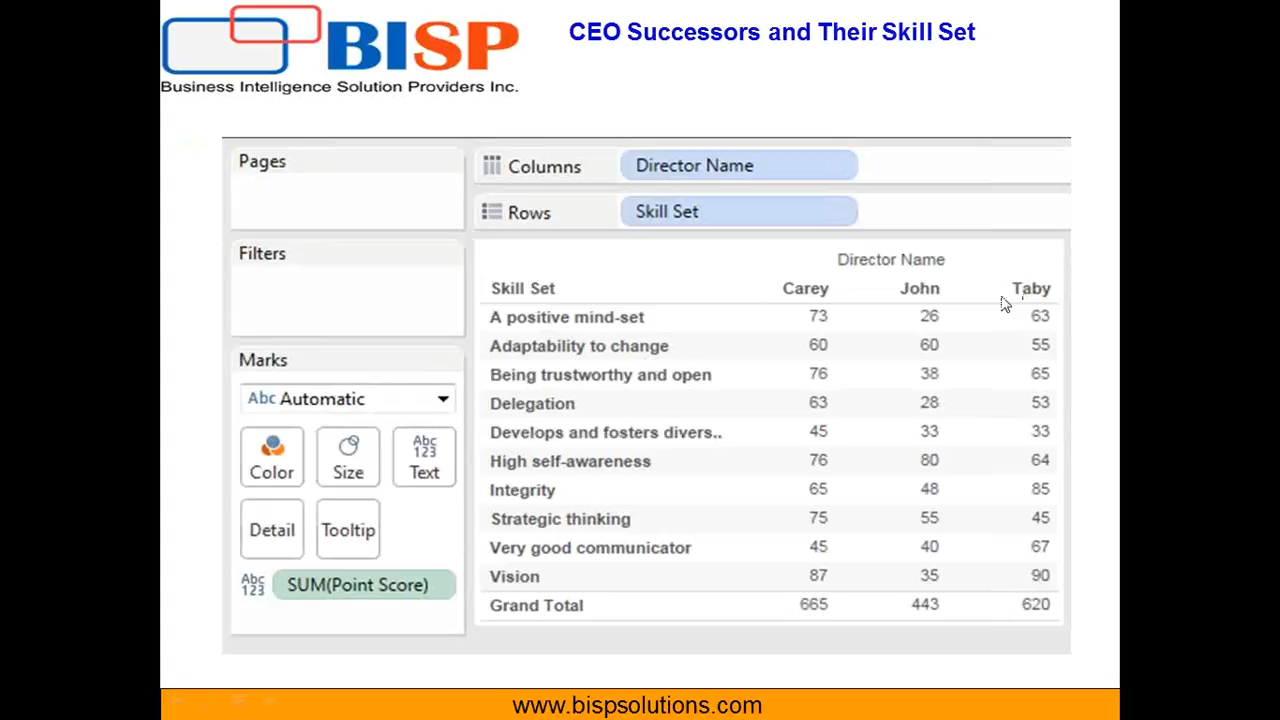 BISP
Business Intelligence Solution Providers Inc.
CEO Successors and Their Skill Set
Pages
Filters
Marks
Abc Automatic
Color
Size
Abc
123
Text
Detail
Tooltip
Abc
123
SUM(Point Score)
Columns Director Name
Rows Skill Set
Director Name
Skill Set Carey John Taby
A positive mind-set 73 26 63
Adaptability to change 60 60 55
Being trustworthy and open 76 38 65
Delegation 63 28 53
Develops and fosters divers.. 45 33 33
High self-awareness 76 80 64
Integrity 65 48 85
Strategic thinking 75 55 45
Very good communicator 45 40 67
Vision 87 35 90
Grand Total 665 443 620
www.bispsolutions.com